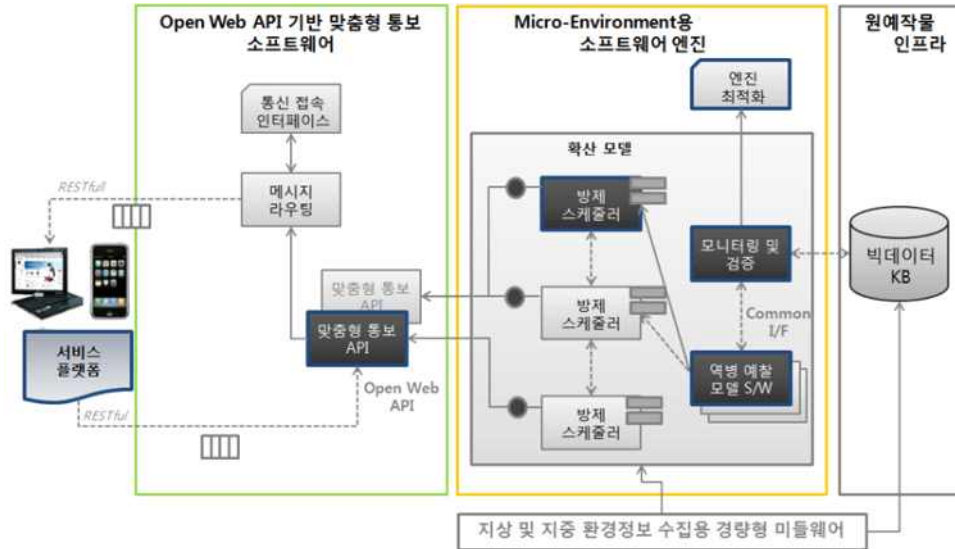 Open Web API 기반 맞춤형 통보
소프트웨어
Micro-Environment용
소프트웨어 엔진
원예작물
인프라
통신 접속
인터페이스
메시지
라우팅
RESTfull
서비스
플랫폼
RESTful
맞춤형 통보
API
맞춤형 통보
API
Open Web
API
엔진
최적화
확산 모델
방제
스케줄러
방제
스케줄러
방제
스케줄러
모니터링 및
검증
Common
I/F
역병 예찰
모델 S/W
빅데이터
KB
지상 및 지중 환경정보 수집용 경량형 미들웨어